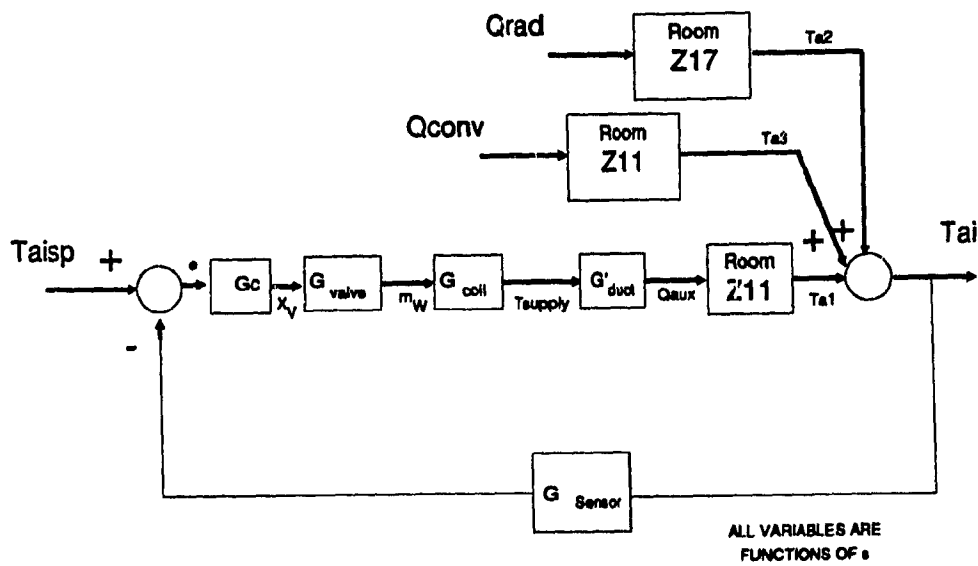 Qrad
Room
Z17
Ta2
Qconv
Room
Z11
Ta3
+
+
Taisp
+
e
Gc
Xv
G valve
mw
G coil
Tsupply
G'duct
Qaux
Room
Z'11
Ta1
Tai
-
G Sensor
ALL VARIABLES ARE
FUNCTIONS OF s